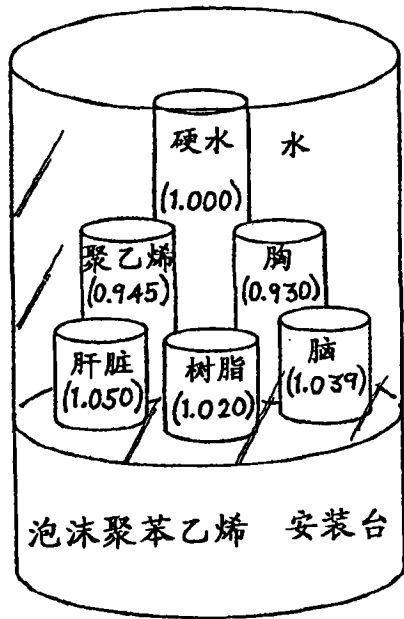 硬水 水
(1.000)
聚乙烯 胸
(0.945) (0.930)
肝脏 树脂 脑
(1.050) (1.020) (1.039)
泡沫聚苯乙烯 安装台